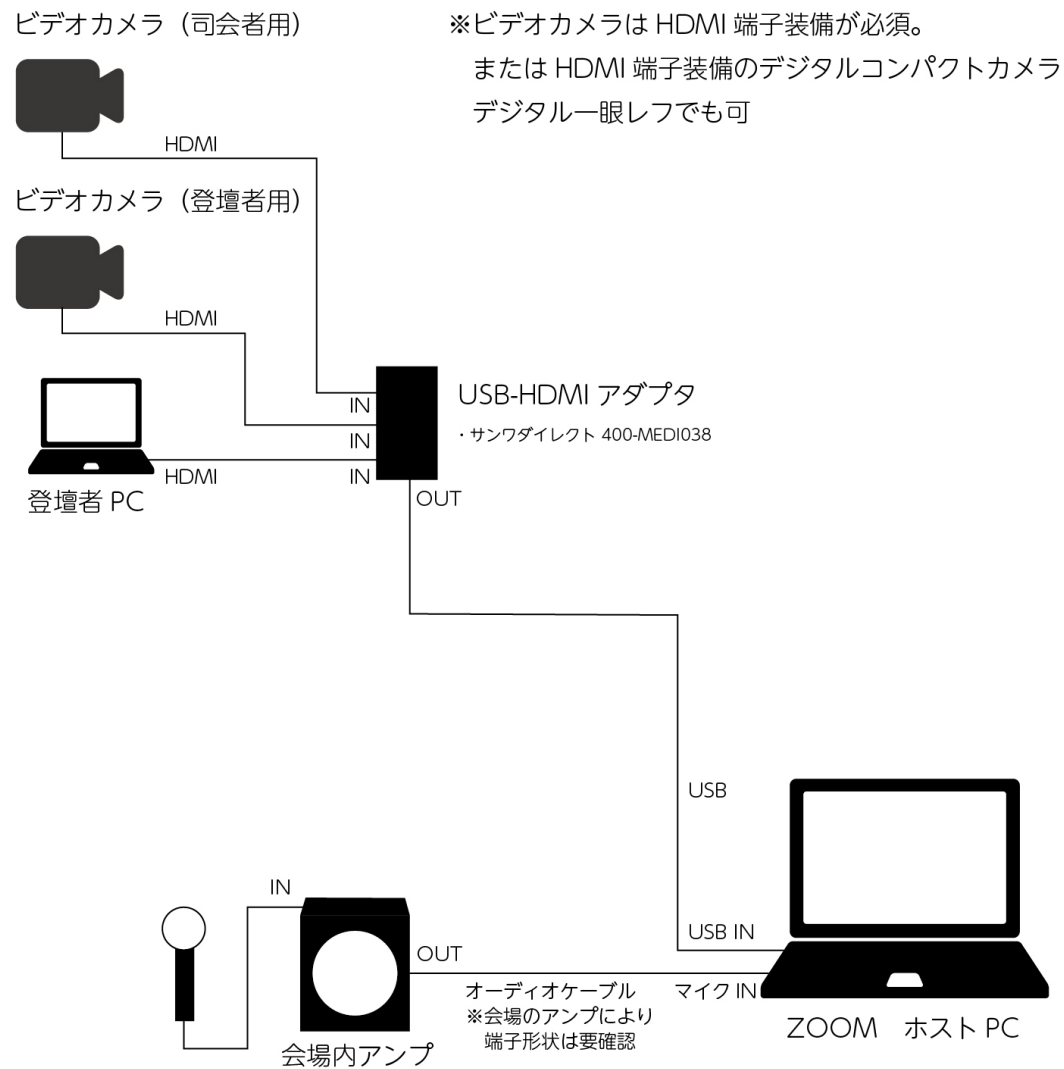 ビデオカメラ（司会者用）
※ビデオカメラは HDMI 端子装備が必須。
または HDMI 端子装備のデジタルコンパクトカメラ
デジタル一眼レフでも可
HDMI
ビデオカメラ（登壇者用）
HDMI
USB-HDMI アダプタ
・サンワダイレクト 400-MEDI038
IN
IN
IN
HDMI
登壇者 PC
OUT
USB
IN
USB IN
OUT
オーディオケーブル
※会場のアンプにより
端子形状は要確認
マイク IN
ZOOM　ホスト PC
会場内アンプ